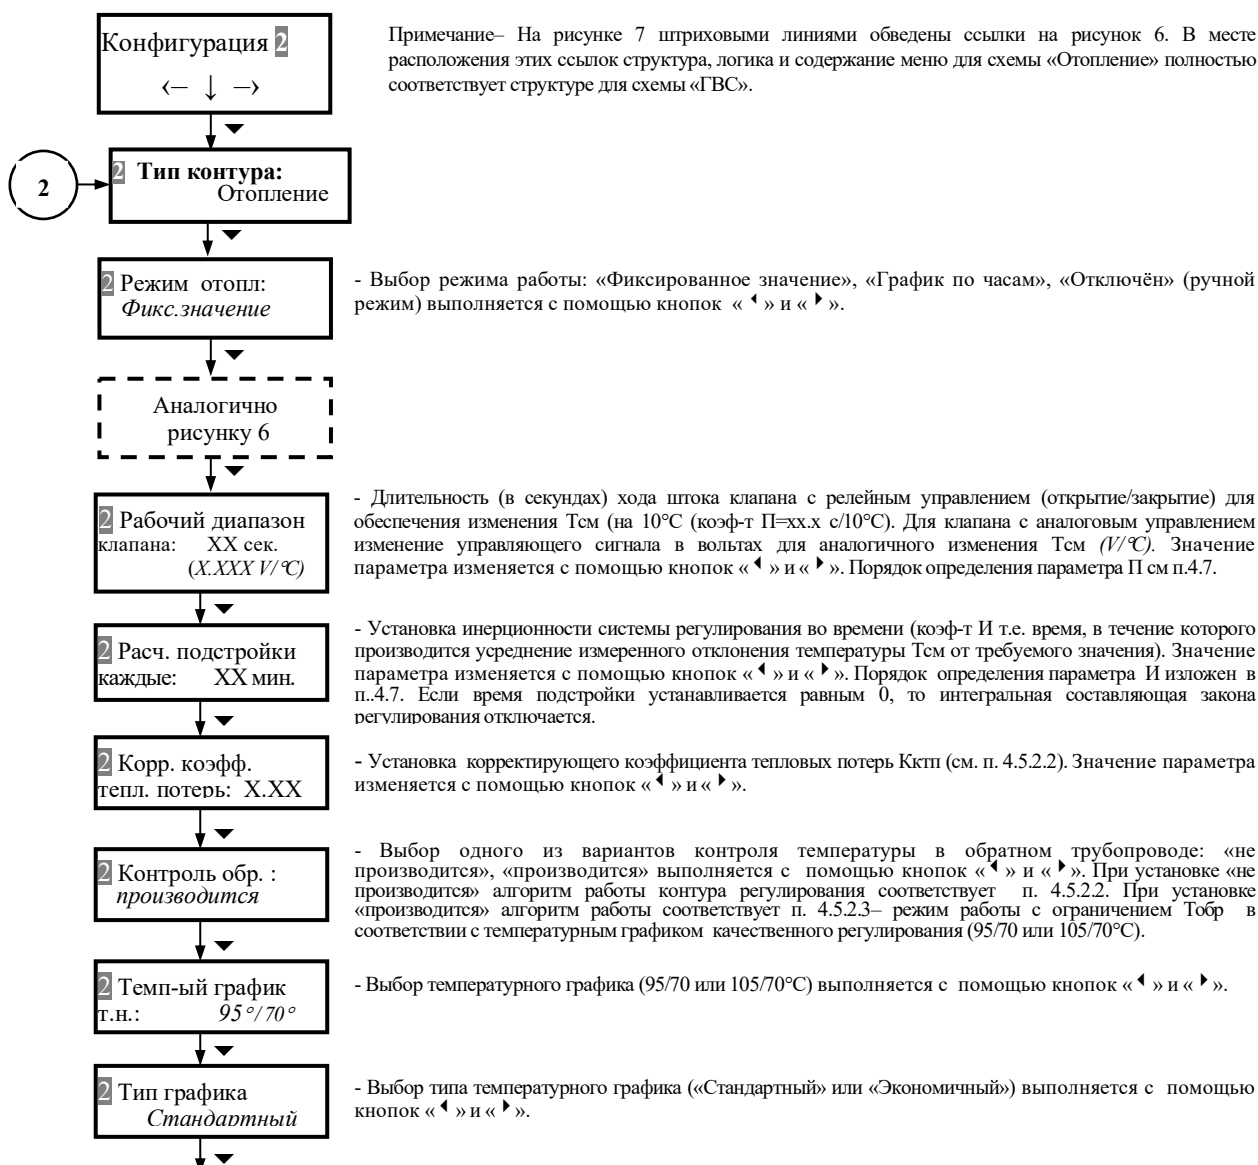 Конфигурация 2
‹– ↓ –›
Примечание– На рисунке 7 штриховыми линиями обведены ссылки на рисунок 6. В месте
расположения этих ссылок структура, логика и содержание меню для схемы «Отопление» полностью
соответствует структуре для схемы «ГВС».
2
2 Тип контура:
Отопление
2 Режим отопл:
Фикс.значение
- Выбор режима работы: «Фиксированное значение», «График по часам», «Отключён» (ручной
режим) выполняется с помощью кнопок « 🞀 » и « 🞂 ».
Аналогично
рисунку 6
2 Рабочий диапазон
клапана: XX сек.
(X.XXX V/℃)
- Длительность (в секундах) хода штока клапана с релейным управлением (открытие/закрытие) для
обеспечения изменения Тсм (на 10°С (коэф-т П=xx.x с/10°С). Для клапана с аналоговым управлением
изменение управляющего сигнала в вольтах для аналогичного изменения Тсм (V/℃). Значение
параметра изменяется с помощью кнопок « 🞀 » и « 🞂 ». Порядок определения параметра П см п.4.7.
2 Расч. подстройки
каждые: XX мин.
- Установка инерционности системы регулирования во времени (коэф-т И т.е. время, в течение которого
производится усреднение измеренного отклонения температуры Тсм от требуемого значения). Значение
параметра изменяется с помощью кнопок « 🞀 » и « 🞂 ». Порядок определения параметра И изложен в
п..4.7. Если время подстройки устанавливается равным 0, то интегральная составляющая закона
регулирования отключается.
2 Корр. коэфф.
тепл. потерь: X.XX
- Установка корректирующего коэффициента тепловых потерь Кктп (см. п. 4.5.2.2). Значение параметра
изменяется с помощью кнопок « 🞀 » и « 🞂 ».
2 Контроль обр. :
производится
- Выбор одного из вариантов контроля температуры в обратном трубопроводе: «не
производится», «производится» выполняется с помощью кнопок « 🞀 » и « 🞂 ». При установке «не
производится» алгоритм работы контура регулирования соответствует п. 4.5.2.2. При установке
«производится» алгоритм работы соответствует п. 4.5.2.3– режим работы с ограничением Тобр в
соответствии с температурным графиком качественного регулирования (95/70 или 105/70°С).
2 Темп-ый график
т.н.: 95°/70°
- Выбор температурного графика (95/70 или 105/70°С) выполняется с помощью кнопок « 🞀 » и « 🞂 ».
2 Тип графика
Стандартный
- Выбор типа температурного графика («Стандартный» или «Экономичный») выполняется с помощью
кнопок « 🞀 » и « 🞂 ».